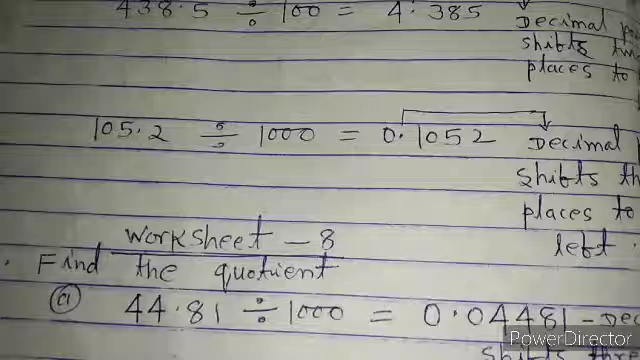 438.5 ÷ 100 = 4.385 Decimal
shifts
places to
105.2 ÷ 1000 = 0.1052 Decimal
shifts
places to
left.
Worksheet - 8
Find the quotient
(a) 44.81 ÷ 1000 = 0.04481 -
PowerDirector